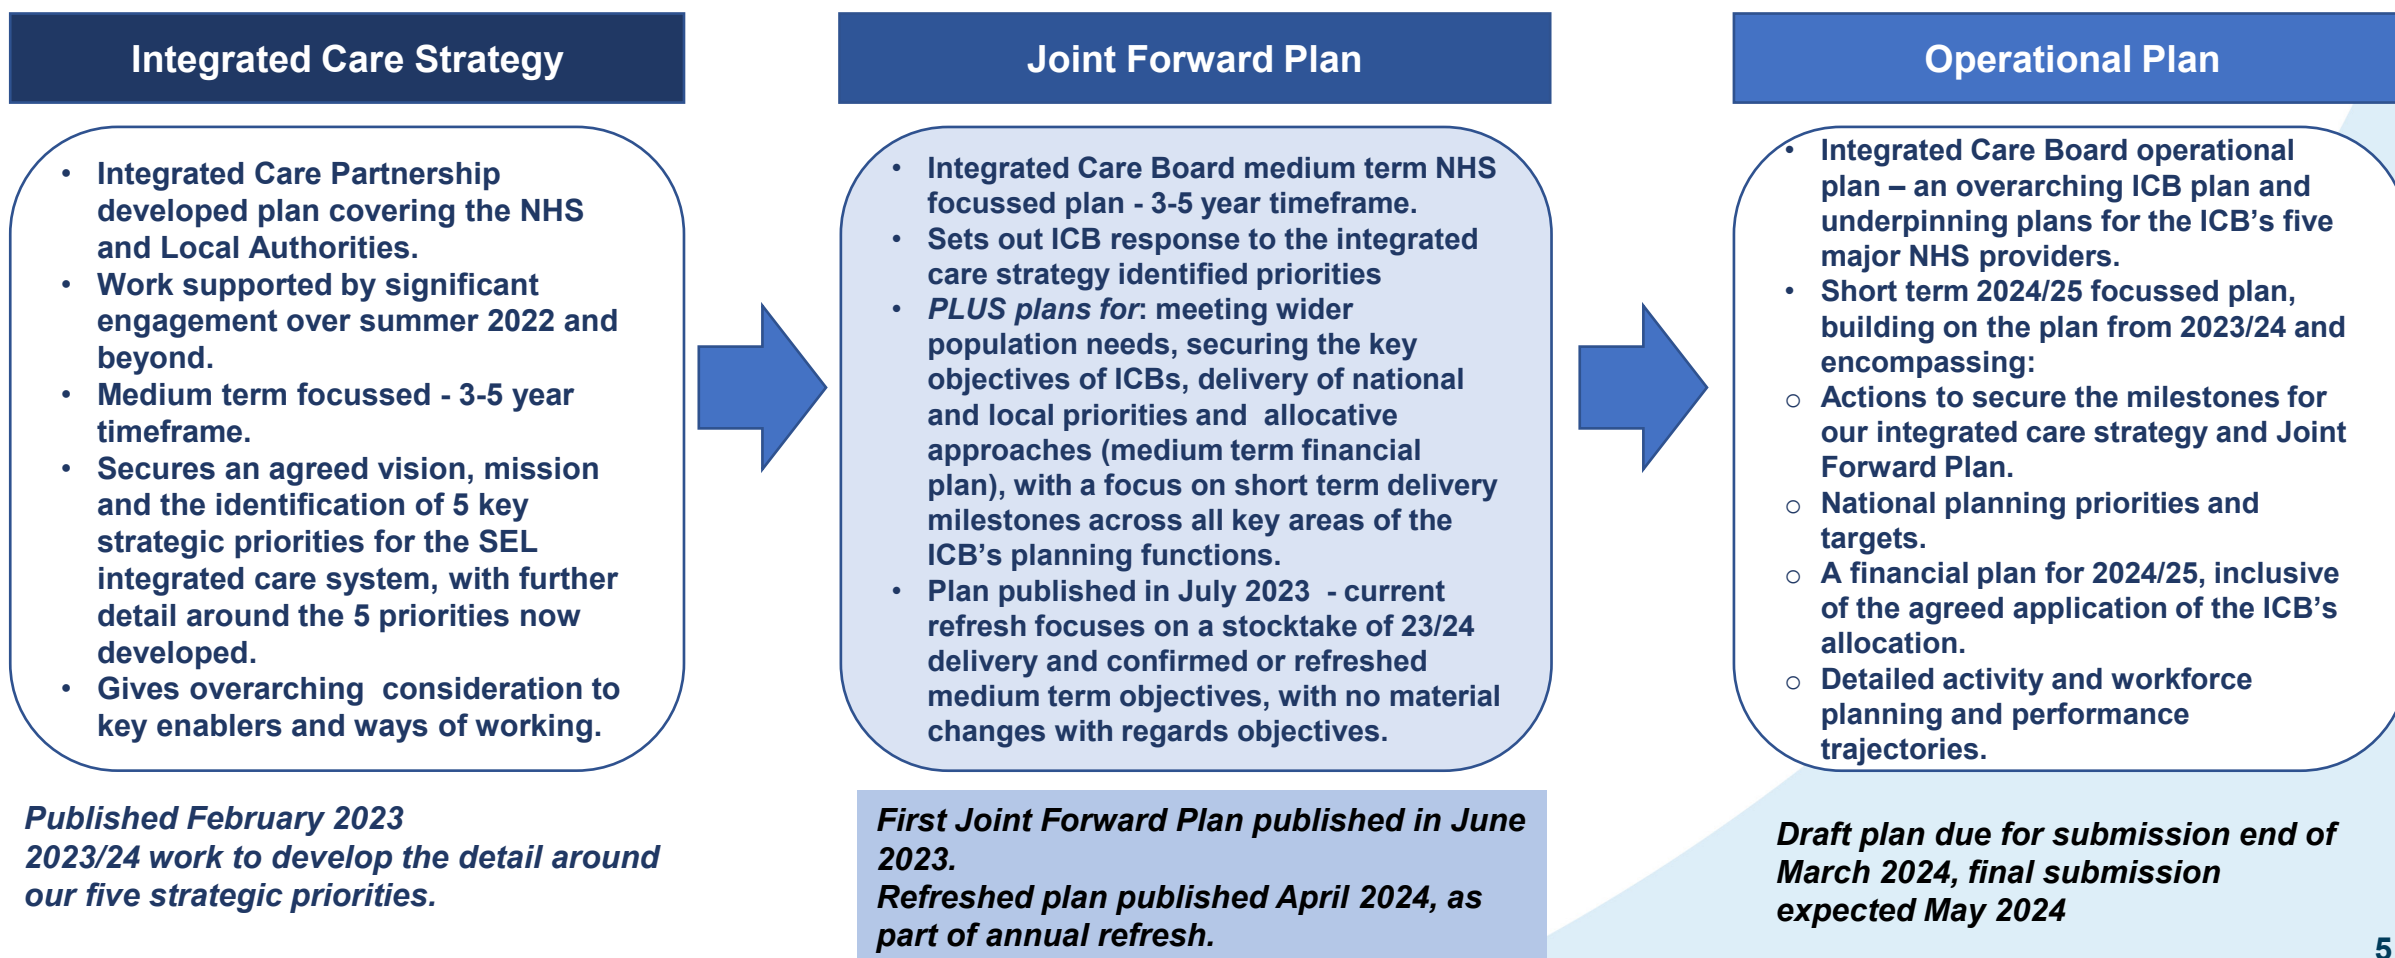 Integrated Care Strategy
• Integrated Care Partnership
developed plan covering the NHS
and Local Authorities.
• Work supported by significant
engagement over summer 2022 and
beyond.
• Medium term focussed - 3-5 year
timeframe.
• Secures an agreed vision, mission
and the identification of 5 key
strategic priorities for the SEL
integrated care system, with further
detail around the 5 priorities now
developed.
• Gives overarching consideration to
key enablers and ways of working.
Published February 2023
2023/24 work to develop the detail around
our five strategic priorities.
Joint Forward Plan
• Integrated Care Board medium term NHS
focussed plan - 3-5 year timeframe.
• Sets out ICB response to the integrated
care strategy identified priorities
• PLUS plans for: meeting wider
population needs, securing the key
objectives of ICBs, delivery of national
and local priorities and allocative
approaches (medium term financial
plan), with a focus on short term delivery
milestones across all key areas of the
ICB’s planning functions.
• Plan published in July 2023 - current
refresh focuses on a stocktake of 23/24
delivery and confirmed or refreshed
medium term objectives, with no material
changes with regards objectives.
First Joint Forward Plan published in June
2023.
Refreshed plan published April 2024, as
part of annual refresh.
Operational Plan
• Integrated Care Board operational
plan – an overarching ICB plan and
underpinning plans for the ICB’s five
major NHS providers.
• Short term 2024/25 focussed plan,
building on the plan from 2023/24 and
encompassing:
o Actions to secure the milestones for
our integrated care strategy and Joint
Forward Plan.
o National planning priorities and
targets.
o A financial plan for 2024/25, inclusive
of the agreed application of the ICB’s
allocation.
o Detailed activity and workforce
planning and performance
trajectories.
Draft plan due for submission end of
March 2024, final submission
expected May 2024
5